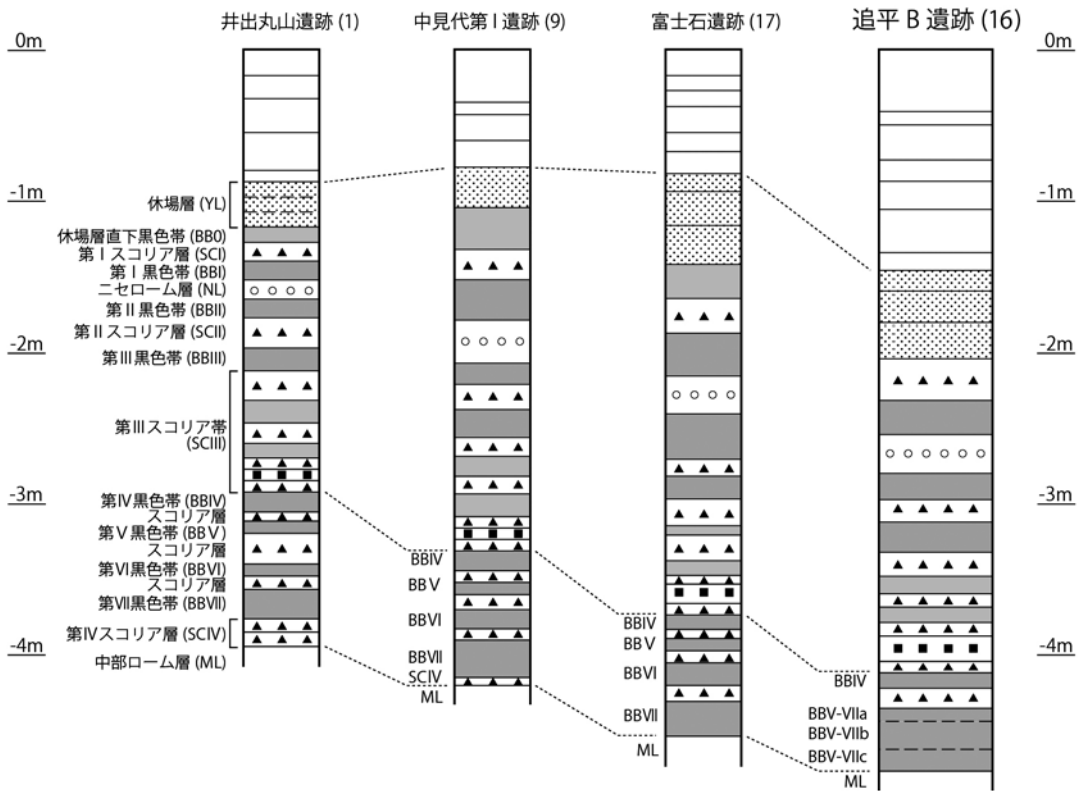 井出丸山遺跡 (1)
中見代第Ⅰ遺跡 (9)
富士石遺跡 (17)
追平 B 遺跡 (16)
0m
-1m
-2m
-3m
-4m
休場層 (YL)
休場層直下黒色帯 (BB0)
第Ⅰスコリア層 (SCI)
第Ⅰ黒色帯 (BBI)
ニセローム層 (NL)
第Ⅱ黒色帯 (BBII)
第Ⅱスコリア層 (SCII)
第Ⅲ黒色帯 (BBIII)
第Ⅲスコリア帯
(SCIII)
第Ⅳ黒色帯 (BBIV)
スコリア層
第Ⅴ黒色帯 (BBV)
スコリア層
第Ⅵ黒色帯 (BBVI)
スコリア層
第Ⅶ黒色帯 (BBVII)
第Ⅳスコリア層 (SCIV)
中部ローム層 (ML)
BBIV
BBV
BBVI
BBVII
SCIV
ML
BBIV
BBV
BBVI
BBVII
ML
BBIV
BBV-VIIa
BBV-VIIb
BBV-VIIc
ML
0m
-1m
-2m
-3m
-4m